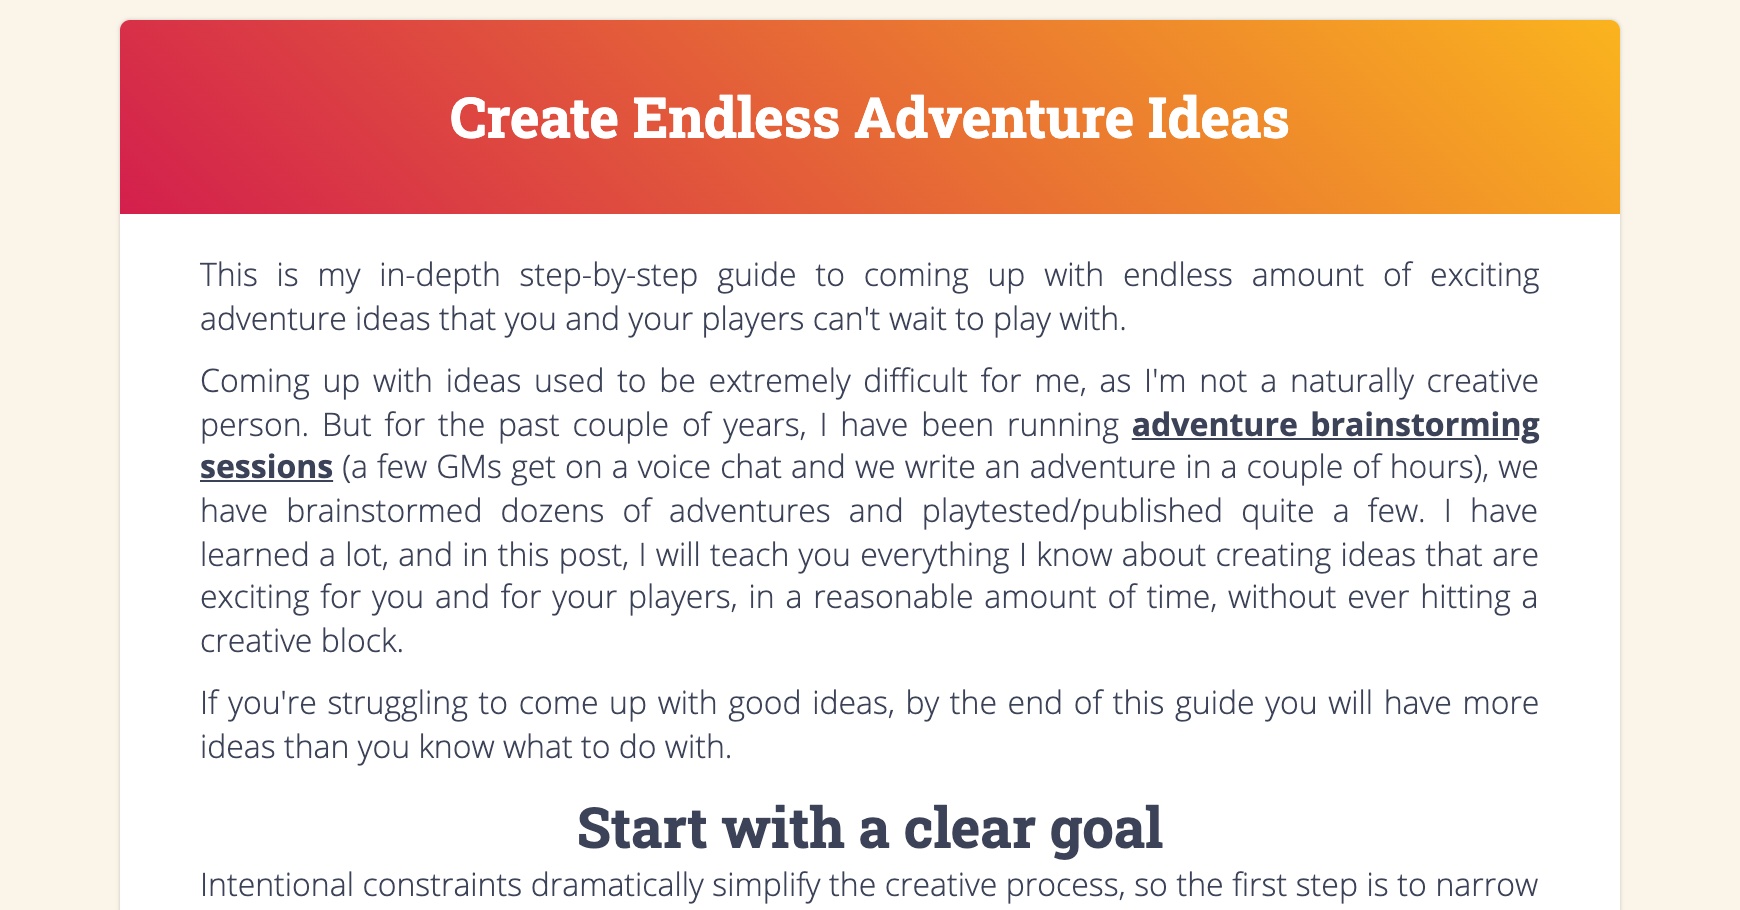 Create Endless Adventure Ideas
This is my in-depth step-by-step guide to coming up with endless amount of exciting
adventure ideas that you and your players can't wait to play with.
Coming up with ideas used to be extremely difficult for me, as I'm not a naturally creative
person. But for the past couple of years, I have been running adventure brainstorming
sessions (a few GMs get on a voice chat and we write an adventure in a couple of hours), we
have brainstormed dozens of adventures and playtested/published quite a few. I have
learned a lot, and in this post, I will teach you everything I know about creating ideas that are
exciting for you and for your players, in a reasonable amount of time, without ever hitting a
creative block.
If you're struggling to come up with good ideas, by the end of this guide you will have more
ideas than you know what to do with.
Start with a clear goal
Intentional constraints dramatically simplify the creative process, so the first step is to narrow